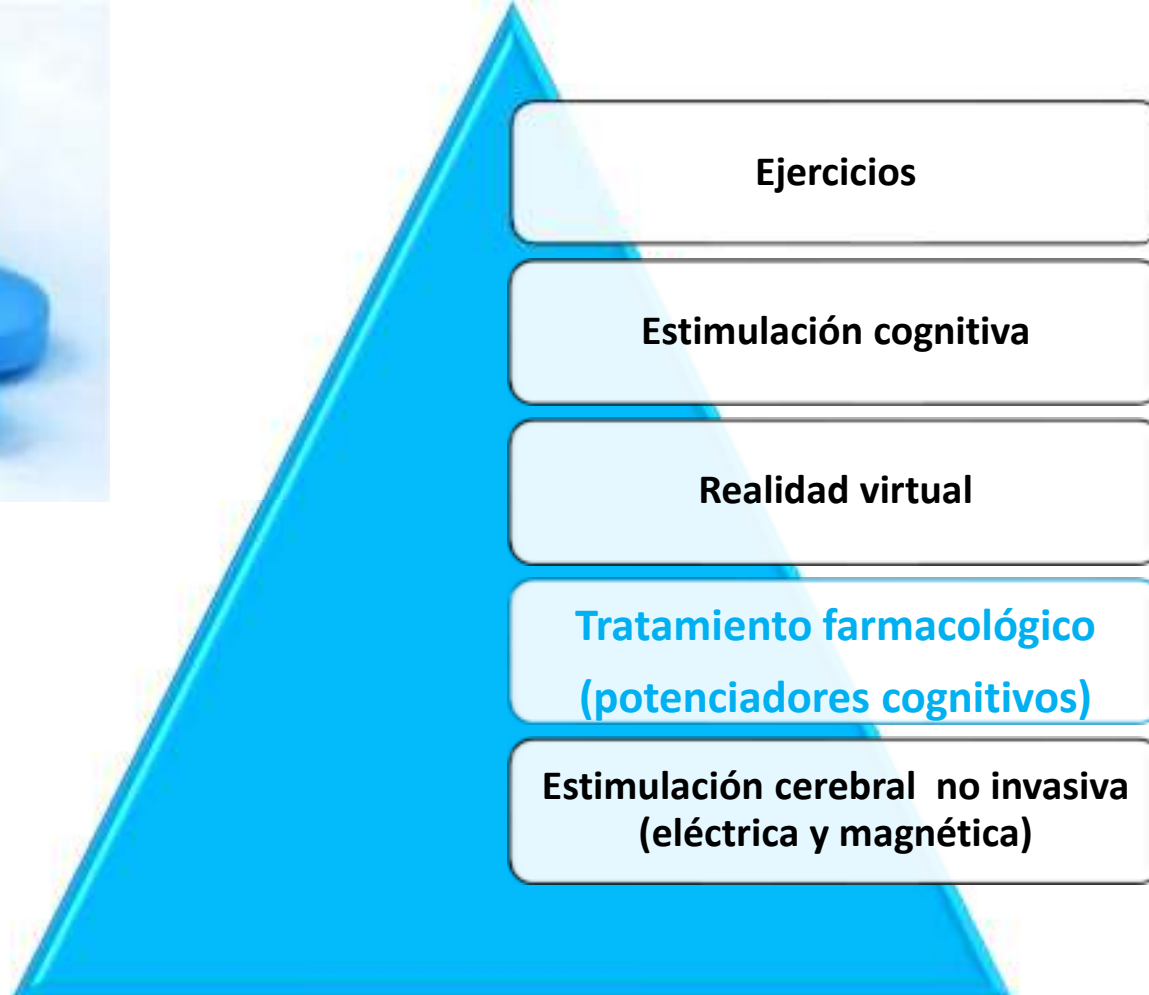 Ejercicios
Estimulación cognitiva
Realidad virtual
Tratamiento farmacológico
(potenciadores cognitivos)
Estimulación cerebral  no invasiva
(eléctrica y magnética)